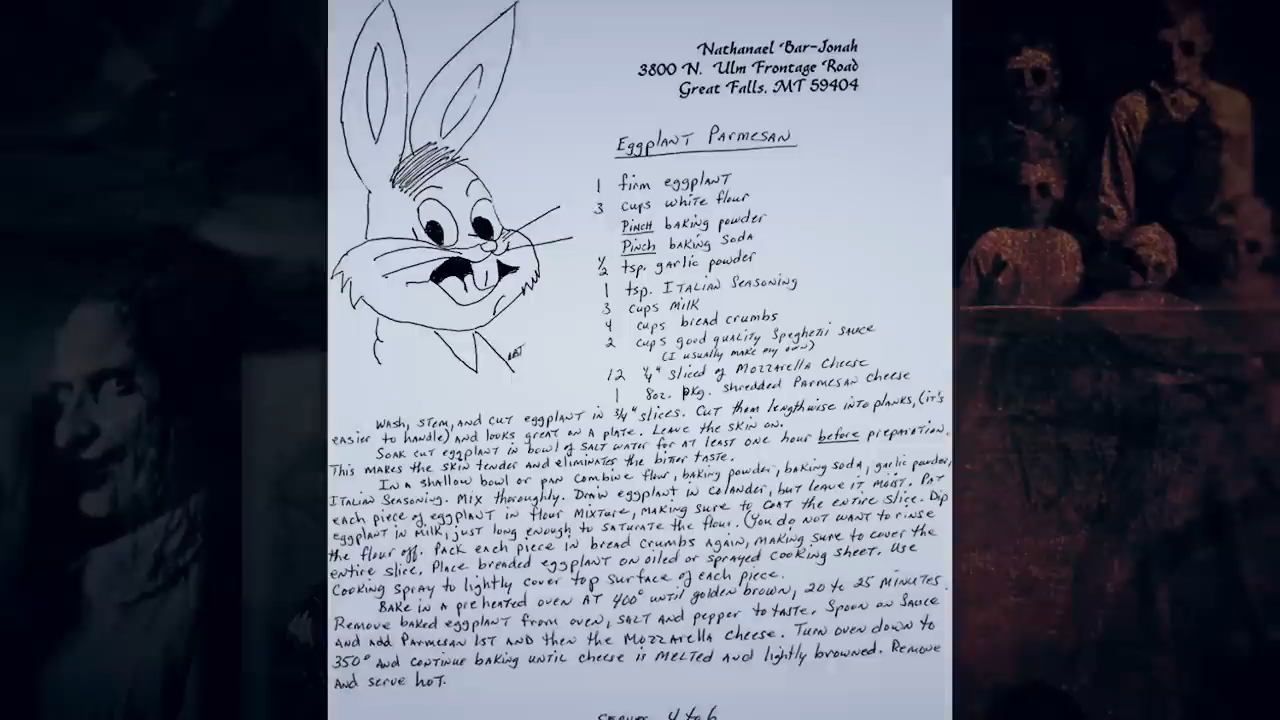 Nathanael Bar-Jonah
3800 N. Ulm Frontage Road
Great Falls, MT 59404
Eggplant Parmesan
1 firm eggplant
3 cups white flour
Pinch baking powder
Pinch baking soda
½ tsp. garlic powder
1 tsp. Italian Seasoning
3 cups milk
4 cups bread crumbs
2 cups good quality Speghetti sauce
(I usually make my own)
12 ¼" sliced of Mozzarella Cheese
1 8oz. pkg. shredded Parmesan cheese
Wash, stem, and cut eggplant in ¾" slices. Cut them lengthwise into planks, (it's
easier to handle) and looks great on a plate. Leave the skin on.
Soak cut eggplant in bowl of salt water for at least one hour before preparation.
This makes the skin tender and eliminates the bitter taste.
In a shallow bowl or pan combine flour, baking powder, baking soda, garlic powder,
Italian Seasoning. Mix thoroughly. Drain eggplant in colander, but leave it moist. Pat
each piece of eggplant in flour mixture, making sure to coat the entire slice. Dip
eggplant in milk, just long enough to saturate the flour. (You do not want to rinse
the flour off. Pack each piece in bread crumbs again, making sure to cover the
entire slice. Place breaded eggplant on oiled or sprayed cooking sheet. Use
Cooking spray to lightly cover top surface of each piece.
Bake in a preheated oven at 400° until golden brown, 20 to 25 minutes.
Remove baked eggplant from oven, salt and pepper to taste. Spoon on sauce
and add Parmesan 1st and then the Mozzarella cheese. Turn oven down to
350° and continue baking until cheese is melted and lightly browned. Remove
and serve hot.
Serves 4 to 6